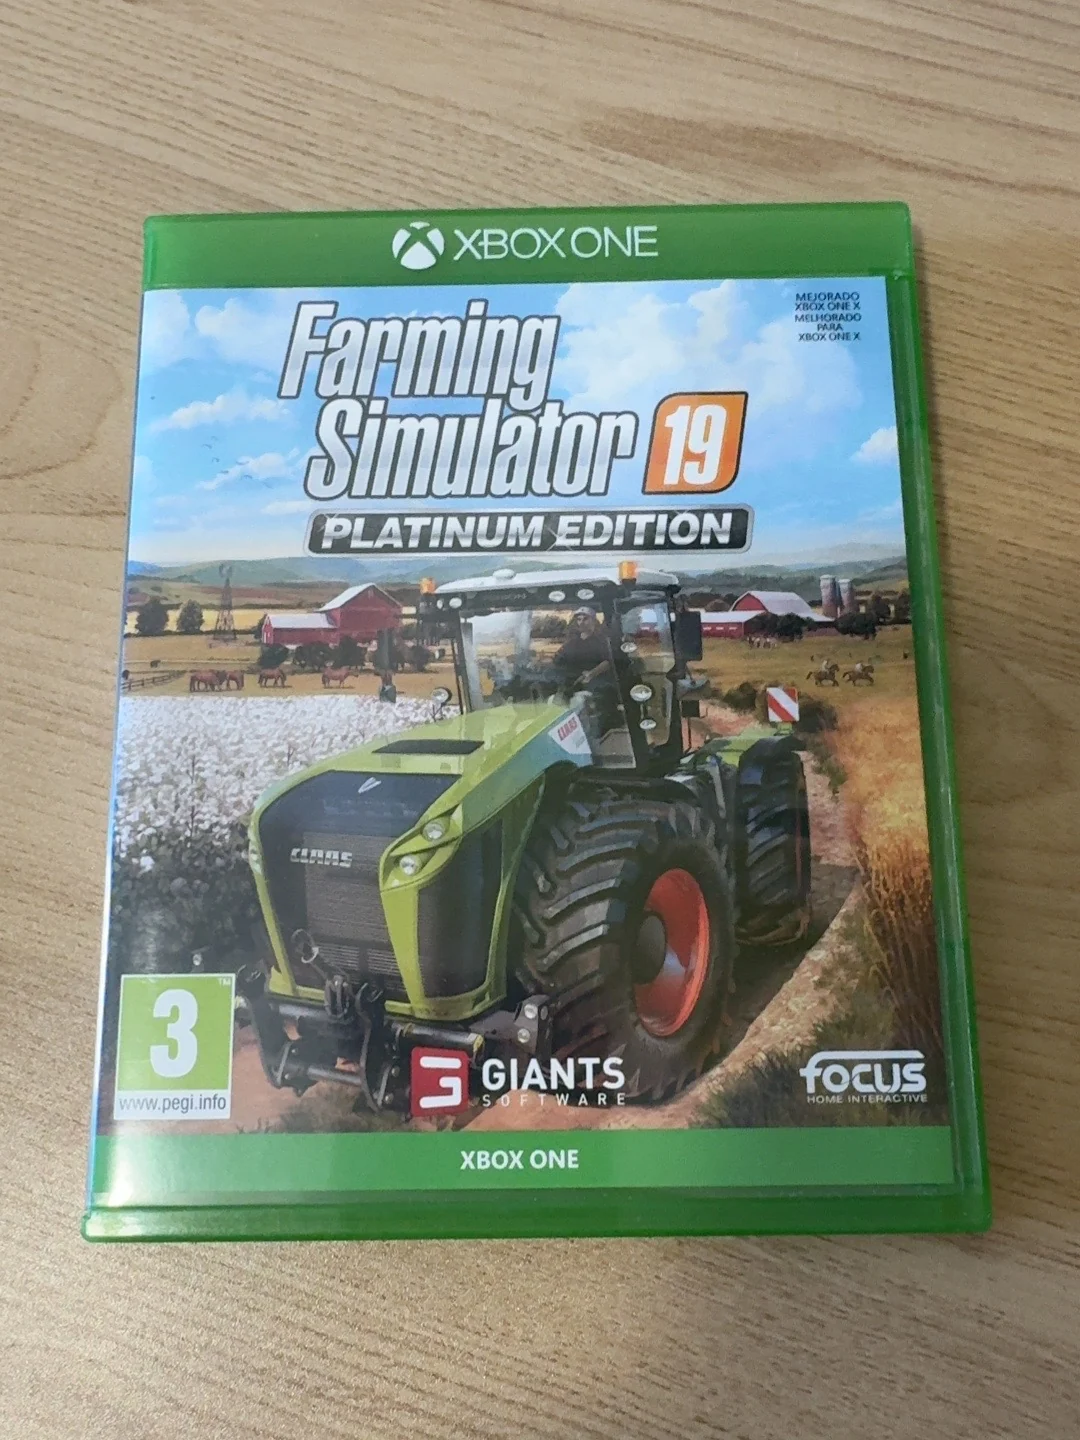 XBOX ONE
MEJORADO
XBOX ONE X
MELHORADO
PARA
XBOX ONE X
Farming
Simulator 19
PLATINUM EDITION
CLAAS
CLAAS
3
www.pegi.info
GIANTS
SOFTWARE
focus
HOME INTERACTIVE
XBOX ONE